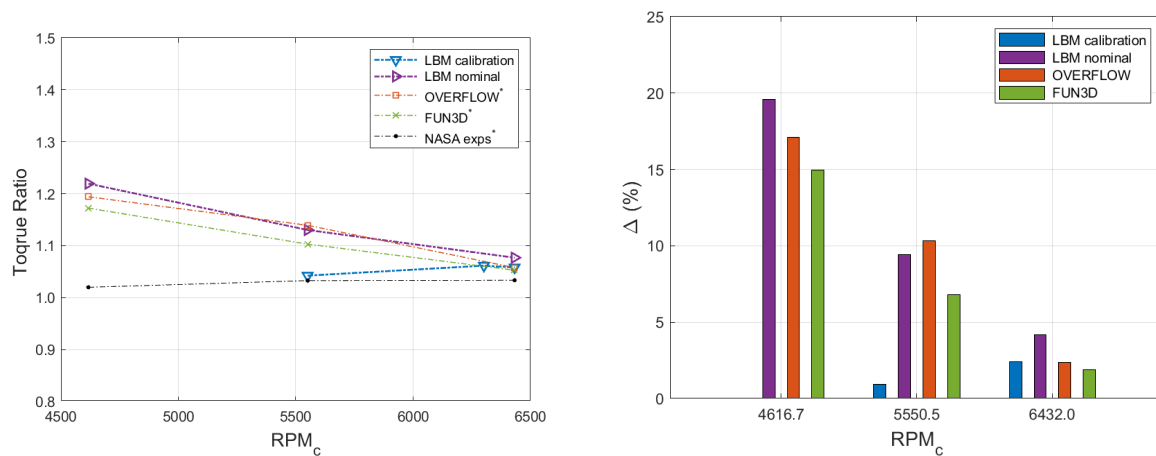 1.5
1.4
1.3
1.2
1.1
1.0
0.9
0.8
4500 5000 5500 6000 6500
Toqrue Ratio
RPMc
LBM calibration
LBM nominal
OVERFLOW*
FUN3D*
NASA exps*
25
20
15
10
5
0
4616.7 5550.5 6432.0
Δ (%)
RPMc
LBM calibration
LBM nominal
OVERFLOW
FUN3D